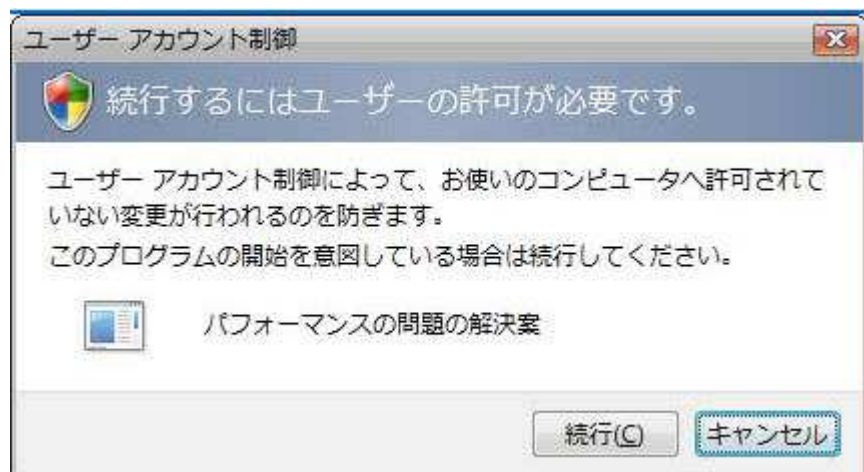 ユーザー アカウント制御
続行するにはユーザーの許可が必要です。
ユーザー アカウント制御によって、お使いのコンピュータへ許可されて
いない変更が行われるのを防ぎます。
このプログラムの開始を意図している場合は続行してください。
パフォーマンスの問題の解決案
続行(C) キャンセル